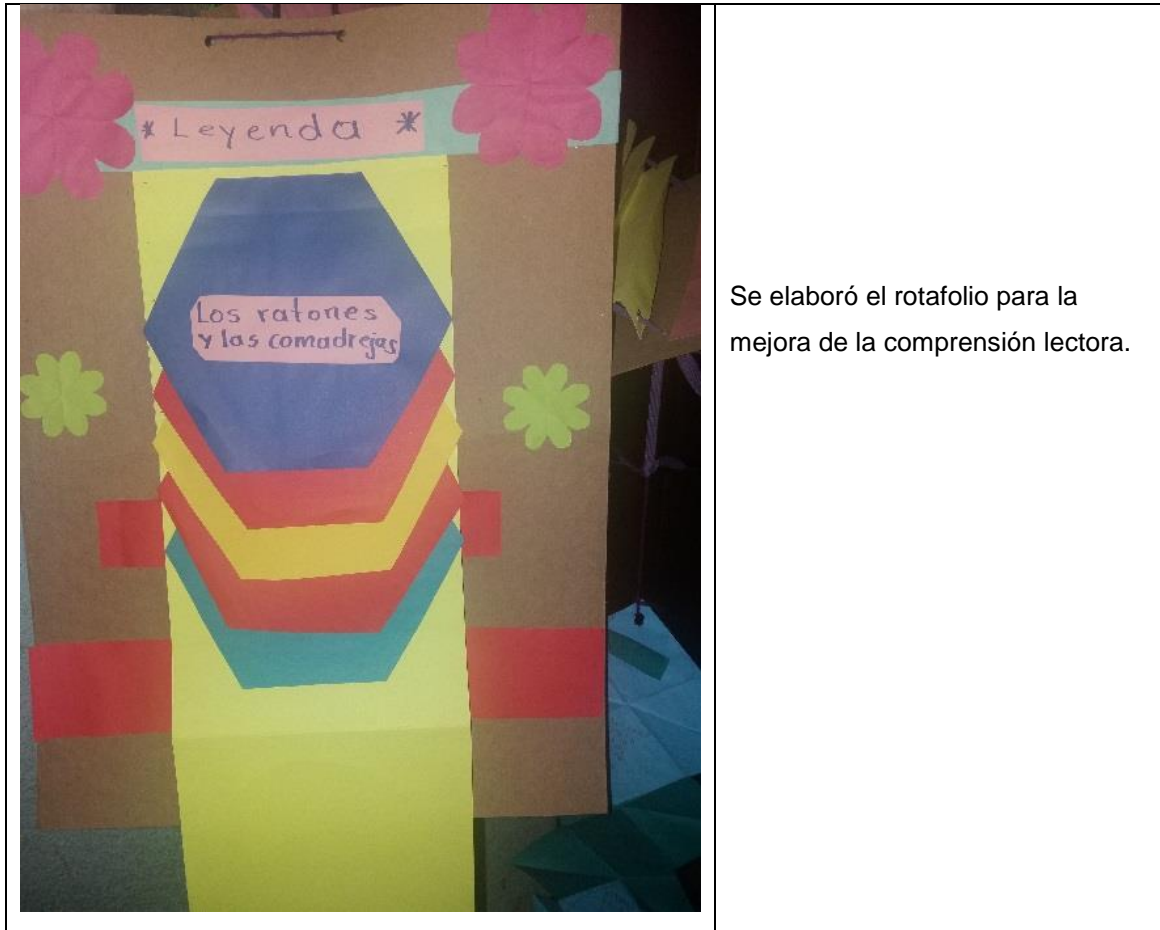 * Leyenda *
Los ratones
y las comadrejas
Se elaboró el rotafolio para la
mejora de la comprensión lectora.